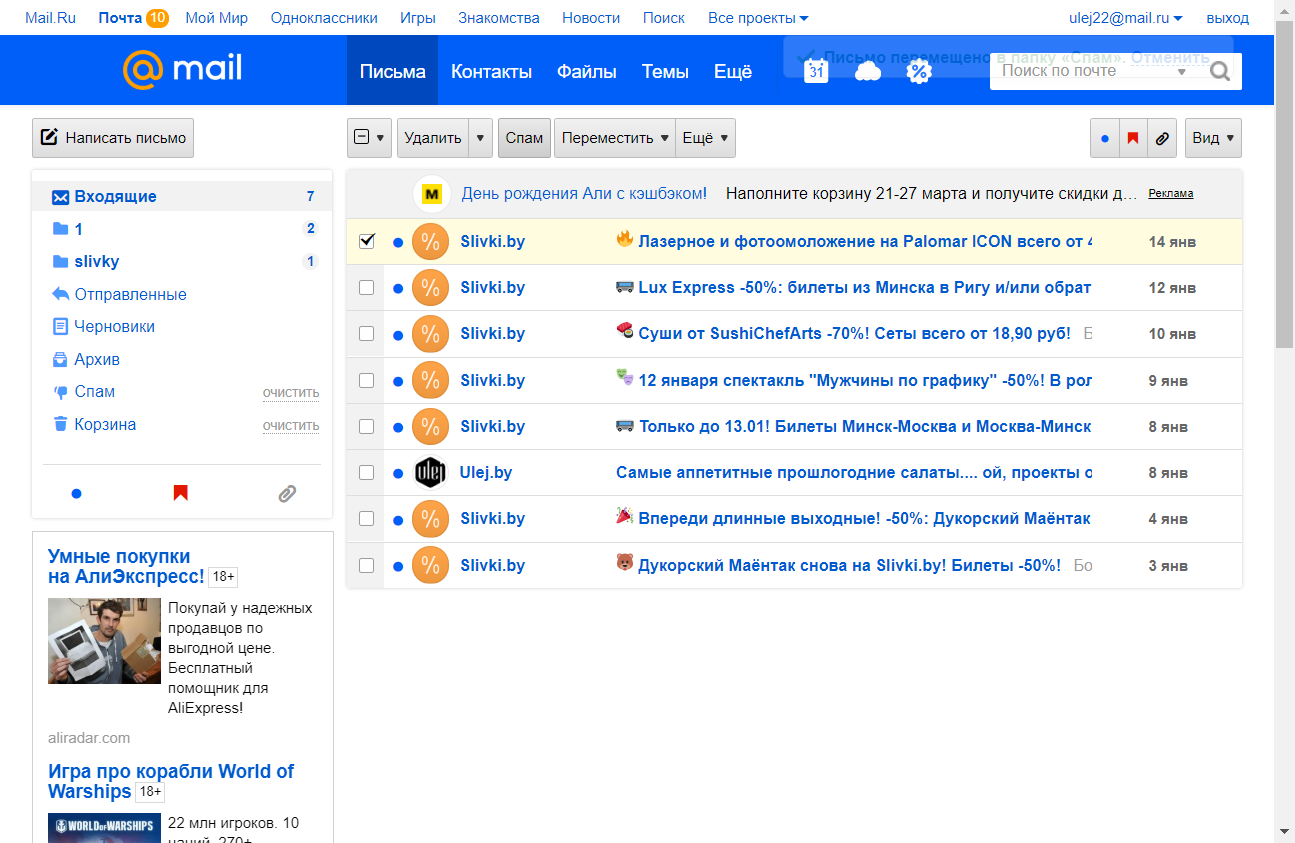 Mail.Ru Почта 10 Мой Мир Одноклассники Игры Знакомства Новости Поиск Все проекты ulej22@mail.ru выход
@mail Письма Контакты Файлы Темы Ещё 31 Поиск по почте
Письмо перемещено в папку «Спам». Отменить
Написать письмо Удалить Спам Переместить Ещё Вид
Входящие 7
1 2
slivky 1
Отправленные
Черновики
Архив
Спам очистить
Корзина очистить
М День рождения Али с кэшбэком! Наполните корзину 21-27 марта и получите скидки д... Реклама
% Slivki.by Лазерное и фотоомоложение на Palomar ICON всего от 4 14 янв
% Slivki.by Lux Express -50%: билеты из Минска в Ригу и/или обрат 12 янв
% Slivki.by Суши от SushiChefArts -70%! Сеты всего от 18,90 руб! Б 10 янв
% Slivki.by 12 января спектакль "Мужчины по графику" -50%! В рол 9 янв
% Slivki.by Только до 13.01! Билеты Минск-Москва и Москва-Минск 8 янв
ulej Ulej.by Самые аппетитные прошлогодние салаты.... ой, проекты о 8 янв
% Slivki.by Впереди длинные выходные! -50%: Дукорский Маёнтак 4 янв
% Slivki.by Дукорский Маёнтак снова на Slivki.by! Билеты -50%! Бо 3 янв
Умные покупки
на АлиЭкспресс! 18+
Покупай у надежных
продавцов по
выгодной цене.
Бесплатный
помощник для
AliExpress!
aliradar.com
Игра про корабли World of
Warships 18+
WORLD OF WARSHIPS
22 млн игроков. 10
наций, 270+